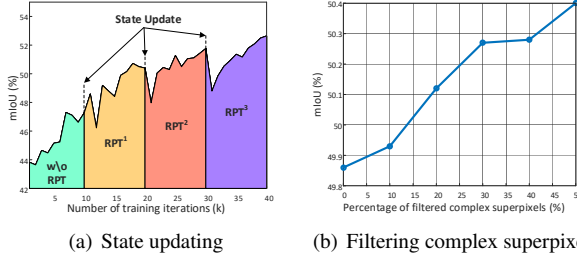 State Update
54
52
50
48
46
44
42
mIoU (%)
w\o
RPT
RPT¹
RPT²
RPT³
5
10
15
20
25
30
35
40
Number of training iterations (k)
(a) State updating
50.4
50.3
50.2
50.1
50
49.9
49.8
mIoU (%)
0
10
20
30
40
Percentage of filtered complex superpixels (%)
(b) Filtering complex